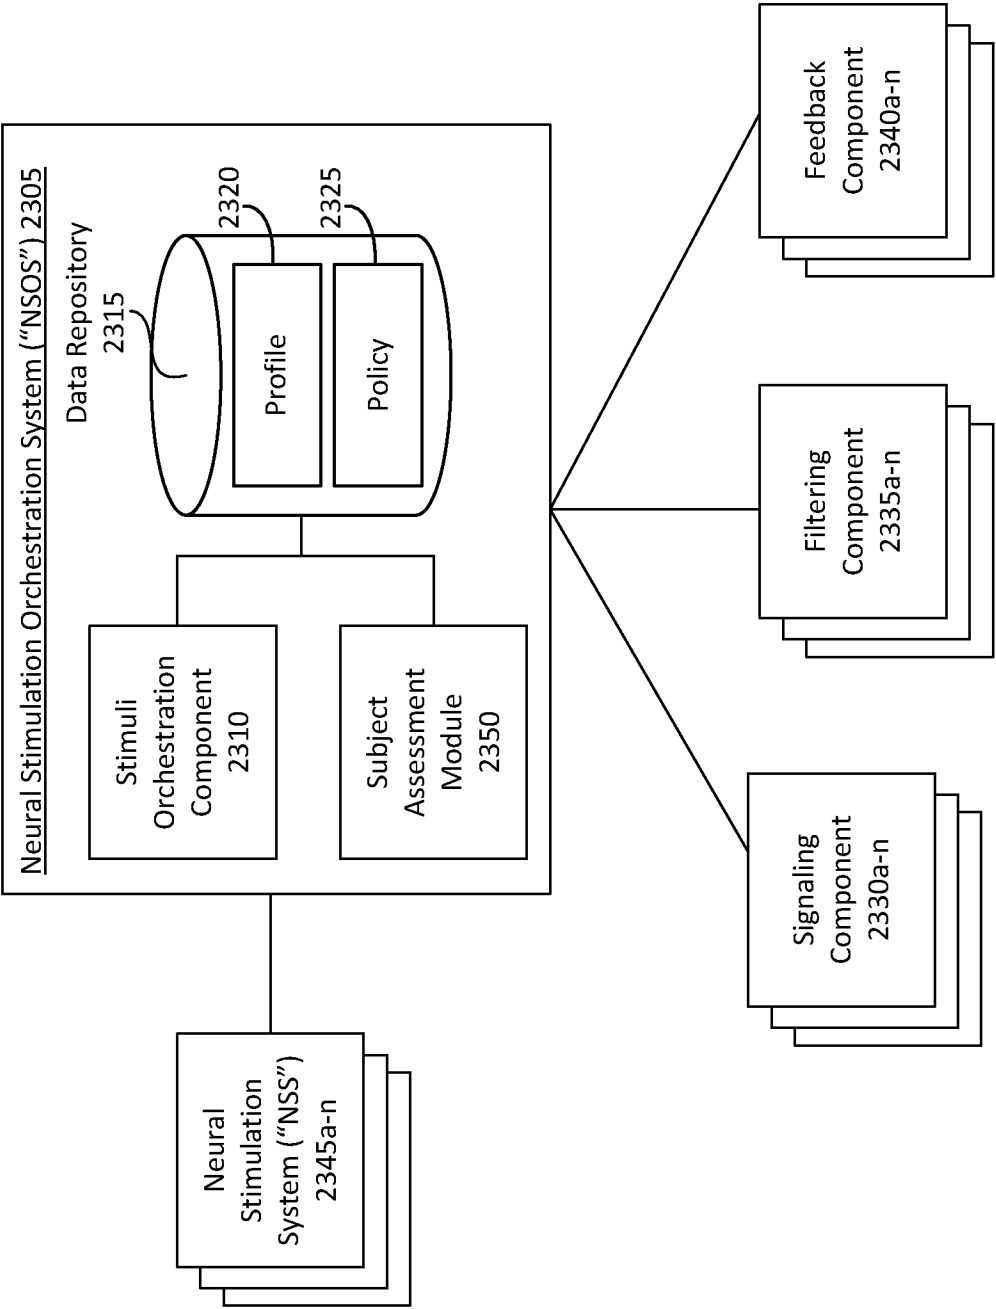 Neural Stimulation Orchestration System (“NSOS”) 2305
Data Repository
2315
2320
2325
Profile
Policy
Stimuli
Orchestration
Component
2310
Subject
Assessment
Module
2350
Neural
Stimulation
System (“NSS”)
2345a-n
Signaling
Component
2330a-n
Filtering
Component
2335a-n
Feedback
Component
2340a-n